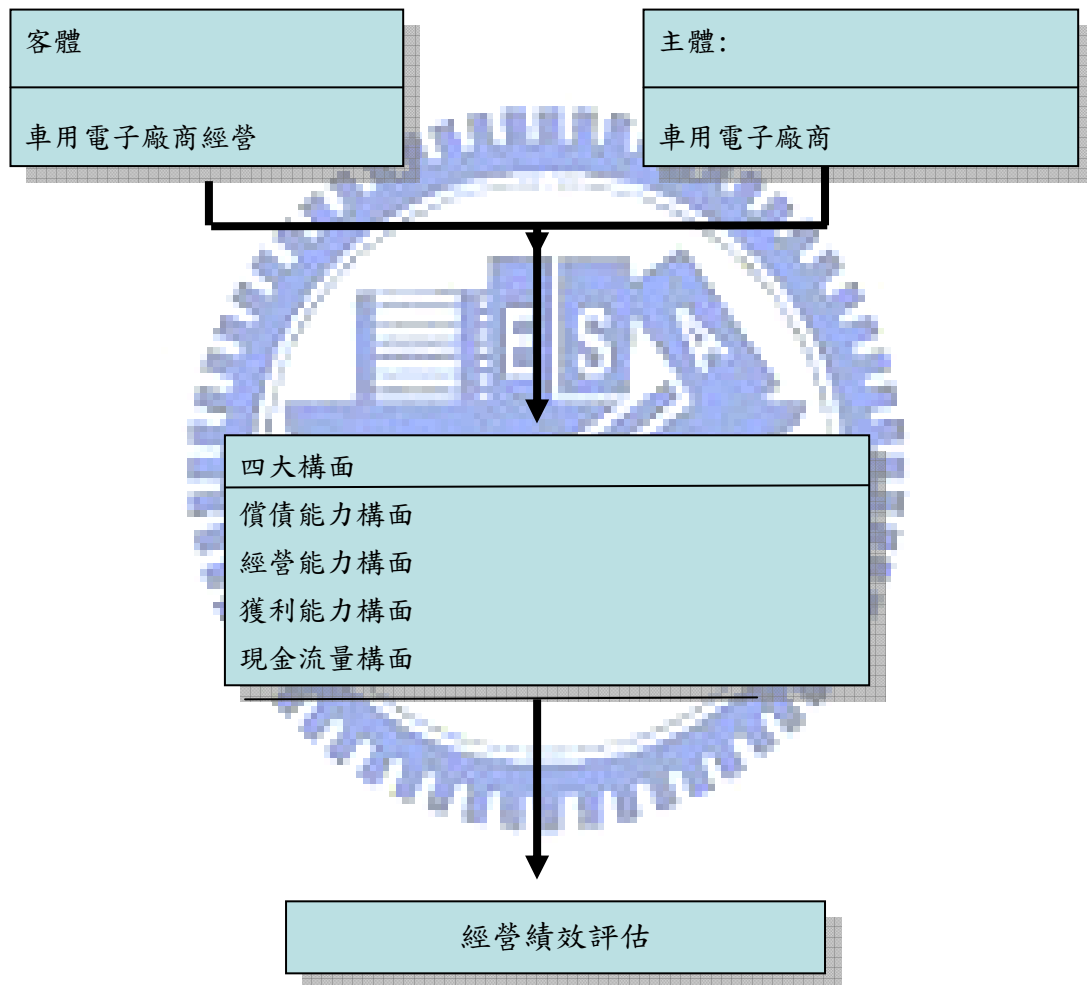 客體
車用電子廠商經營
主體:
車用電子廠商
E S A
四大構面
償債能力構面
經營能力構面
獲利能力構面
現金流量構面
經營績效評估